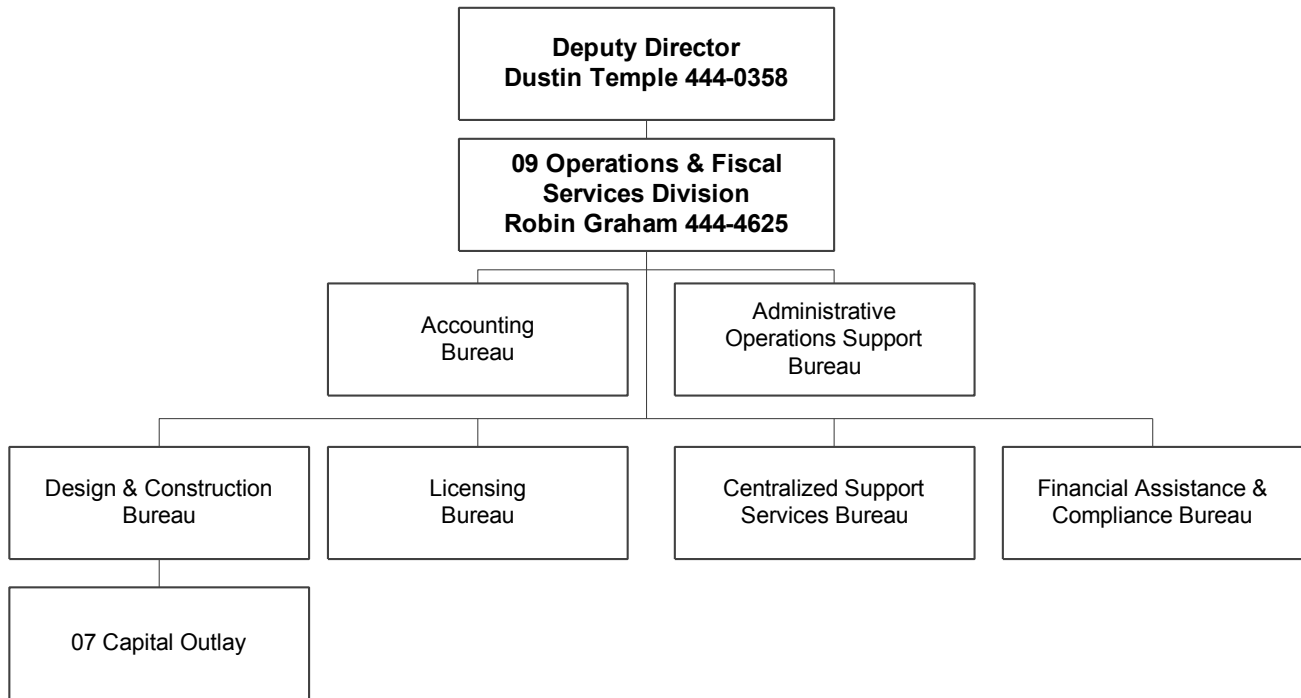 Deputy Director
Dustin Temple 444-0358
09 Operations & Fiscal
Services Division
Robin Graham 444-4625
Accounting
Bureau
Administrative
Operations Support
Bureau
Design & Construction
Bureau
Licensing
Bureau
Centralized Support
Services Bureau
Financial Assistance &
Compliance Bureau
07 Capital Outlay